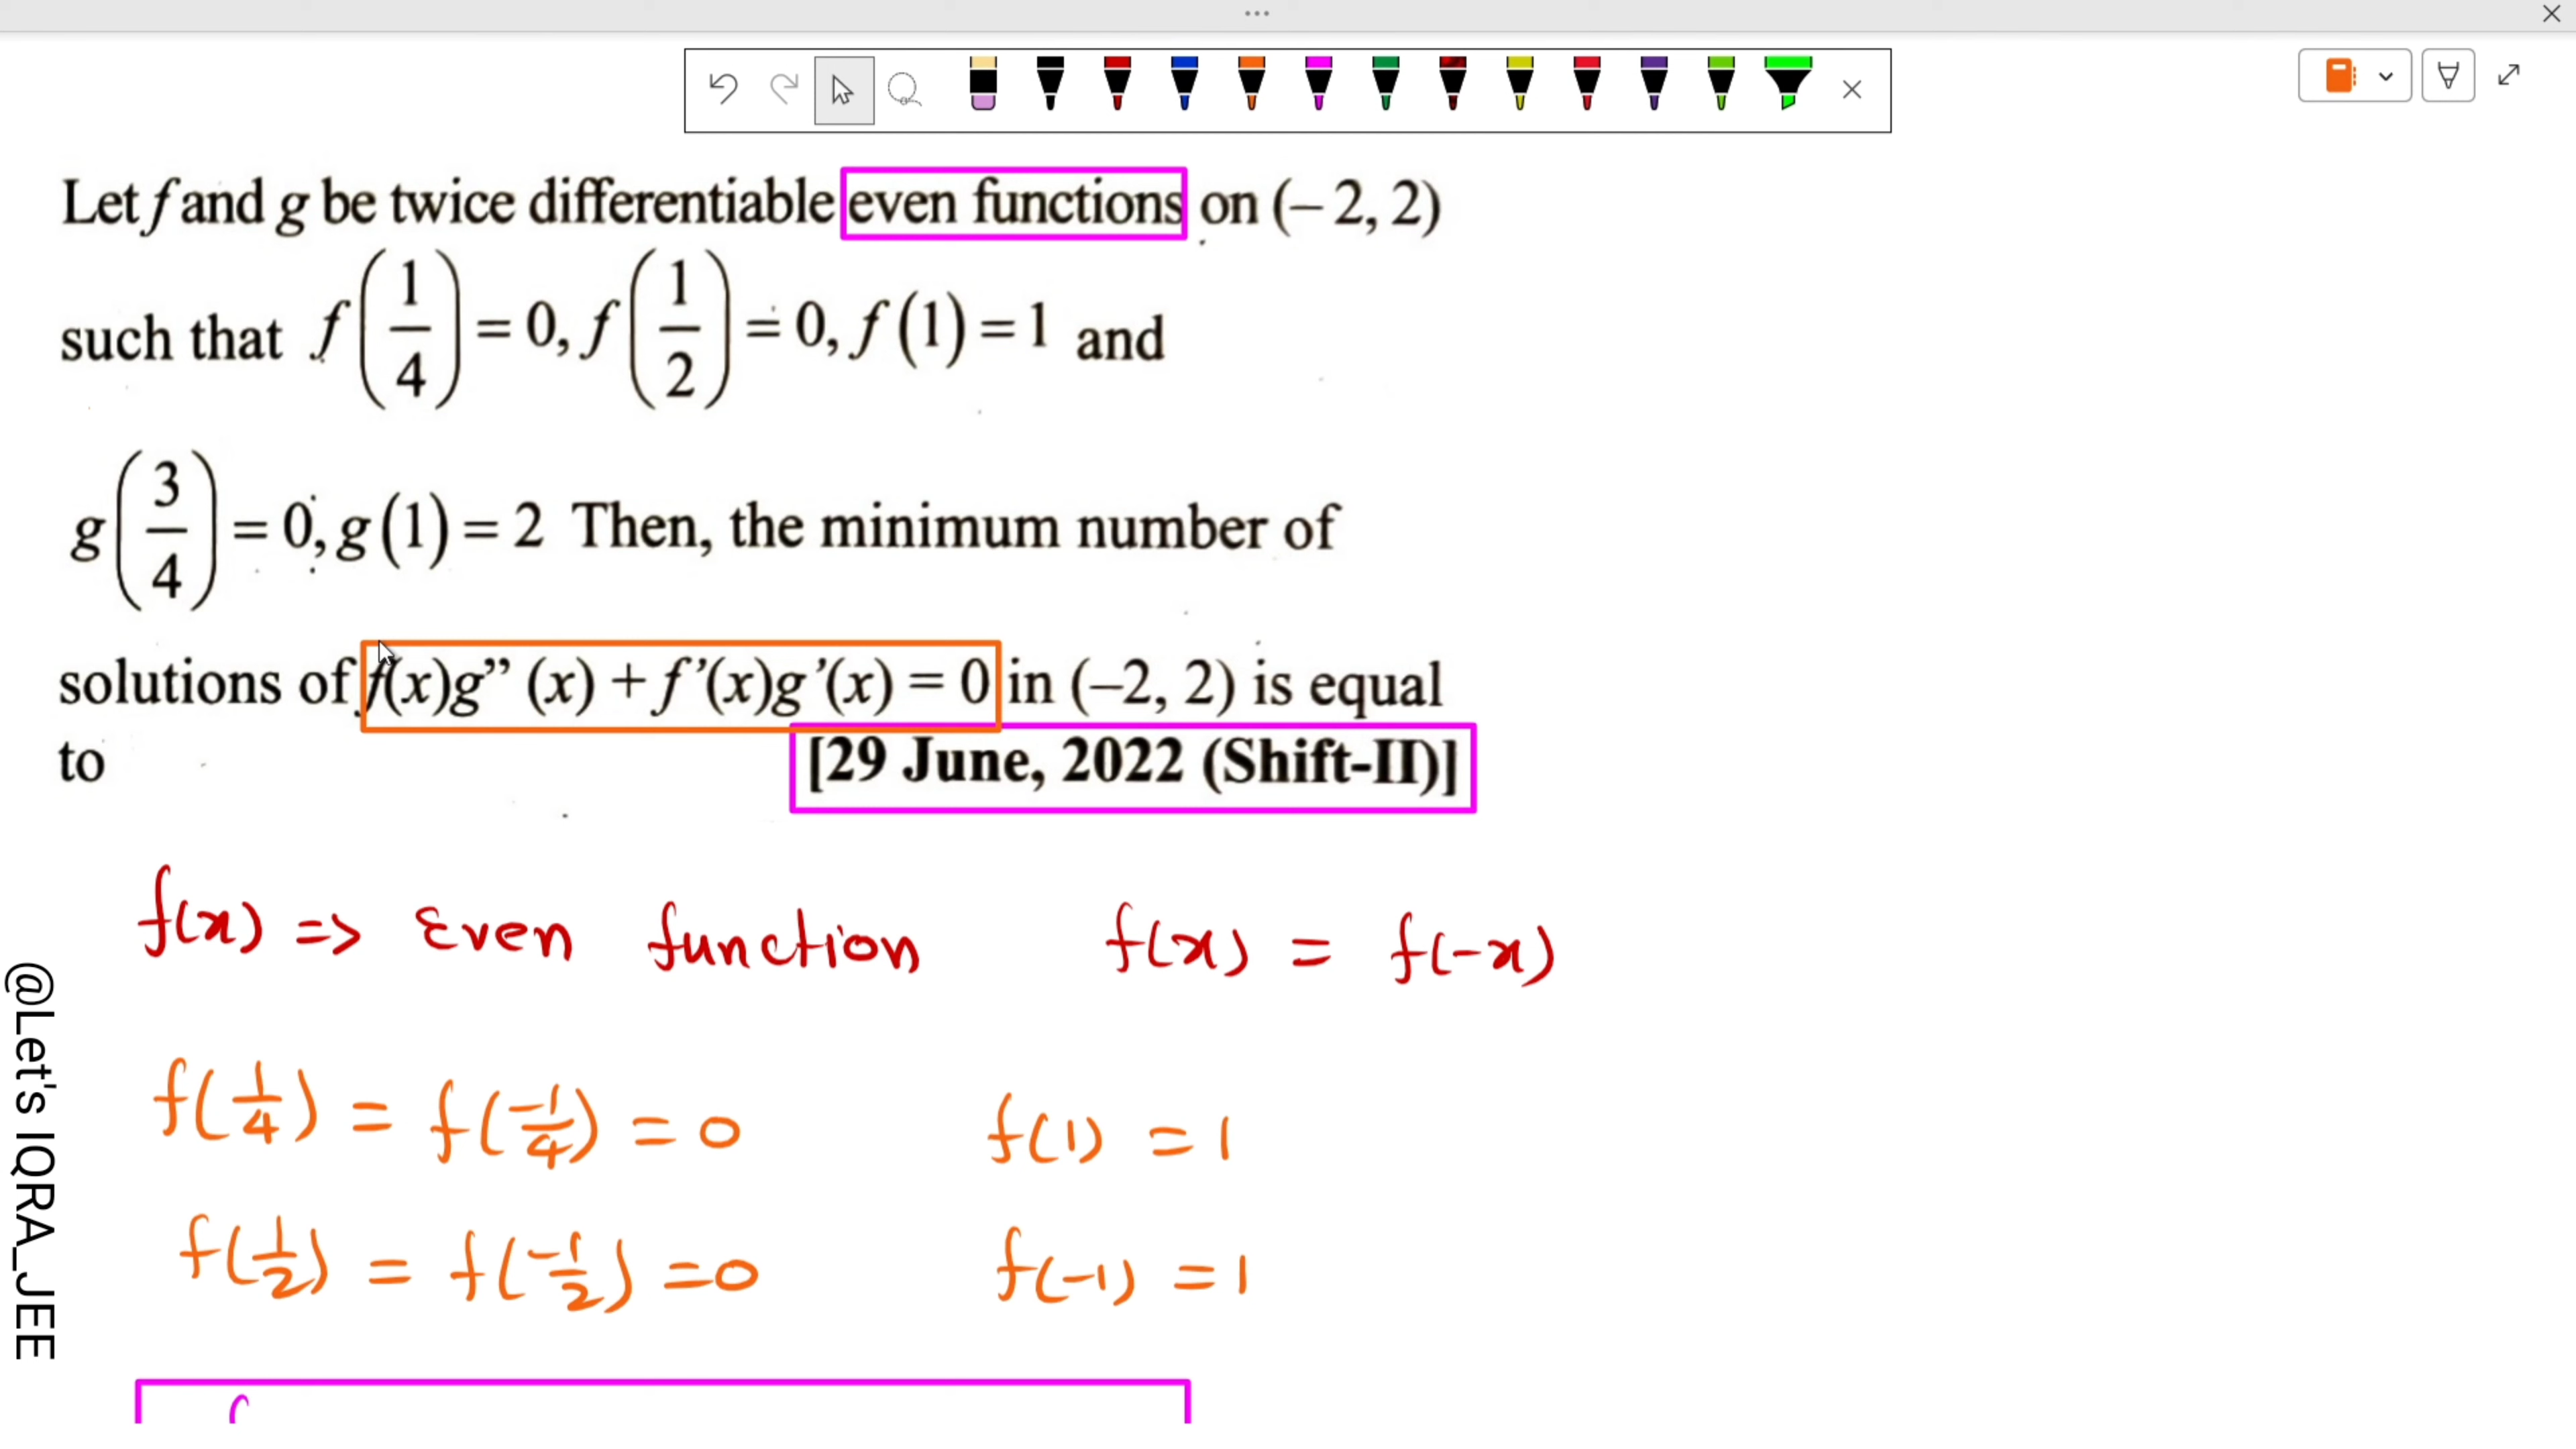 Let f and g be twice differentiable even functions on (– 2, 2)
such that f(1/4) = 0, f(1/2) = 0, f(1) = 1 and
g(3/4) = 0, g(1) = 2 Then, the minimum number of
solutions of f(x)g” (x) + f’(x)g’(x) = 0 in (–2, 2) is equal
to [29 June, 2022 (Shift-II)]
f(x) => Even function f(x) = f(-x)
f(1/4) = f(-1/4) = 0 f(1) = 1
f(1/2) = f(-1/2) = 0 f(-1) = 1
@Let's IQRA_JEE